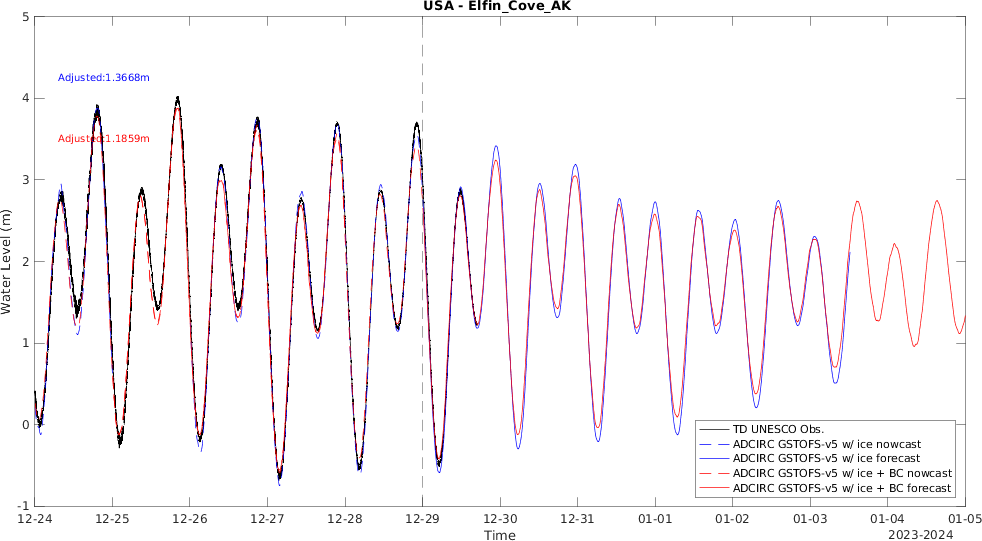 USA - Elfin_Cove_AK
5
4
3
2
1
0
-1
Water Level (m)
Adjusted:1.3668m
Adjusted:1.1859m
TD UNESCO Obs.
ADCIRC GSTOFS-v5 w/ ice nowcast
ADCIRC GSTOFS-v5 w/ ice forecast
ADCIRC GSTOFS-v5 w/ ice + BC nowcast
ADCIRC GSTOFS-v5 w/ ice + BC forecast
12-24 12-25 12-26 12-27 12-28 12-29 12-30 12-31 01-01 01-02 01-03 01-04 01-05
Time
2023-2024